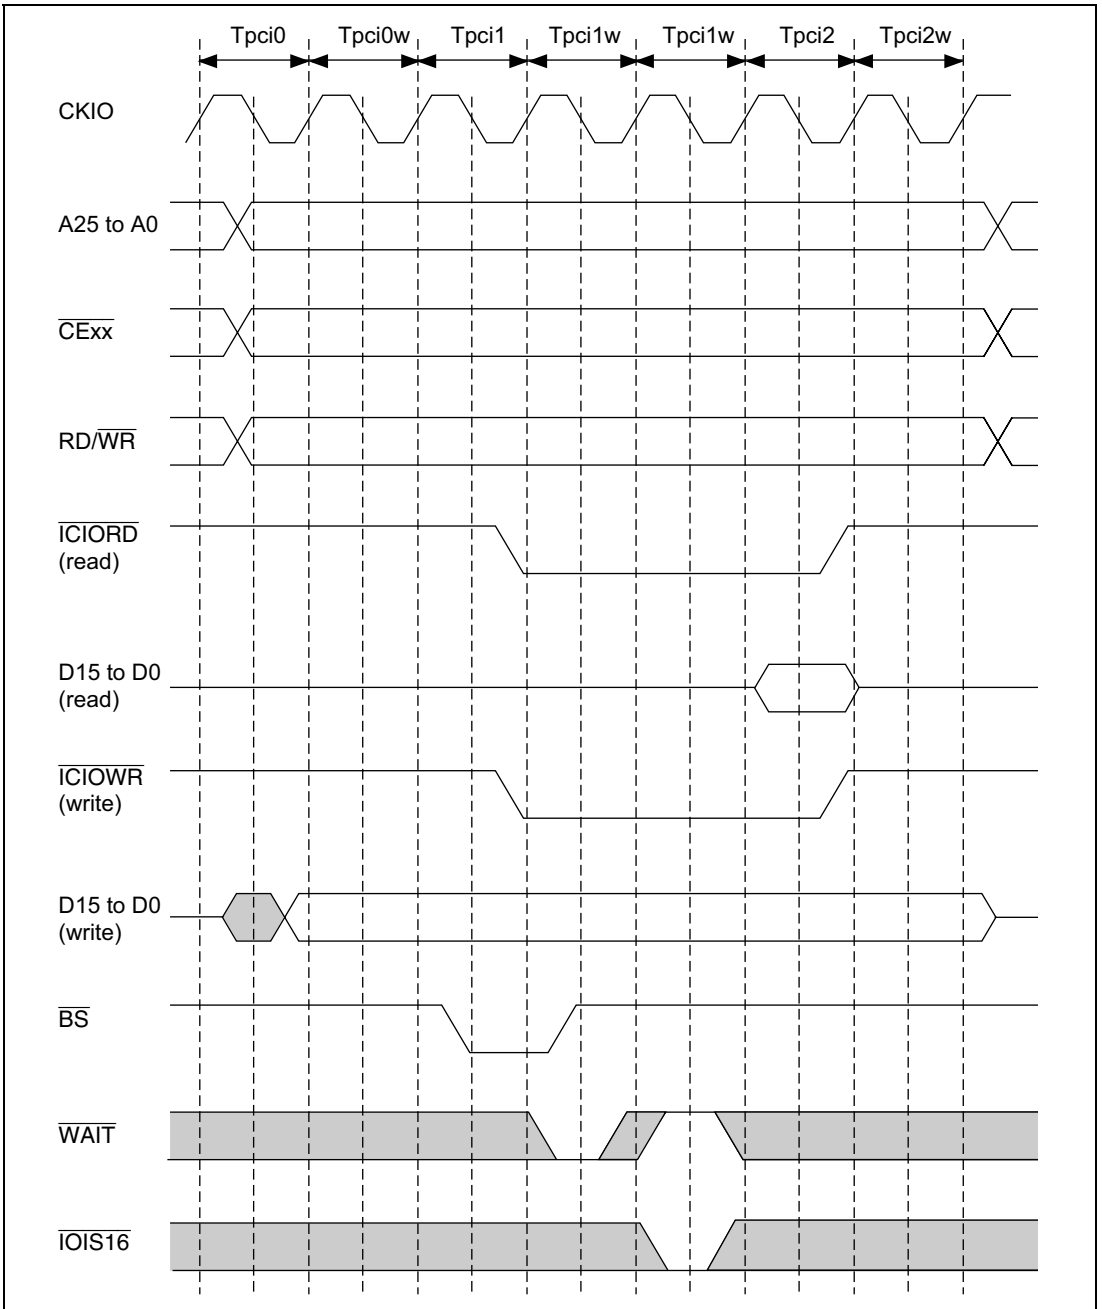 Tpci0 Tpci0w Tpci1 Tpci1w Tpci1w Tpci2 Tpci2w
CKIO
A25 to A0
CExx
RD/WR
ICIORD
(read)
D15 to D0
(read)
ICIOWR
(write)
D15 to D0
(write)
BS
WAIT
IOIS16